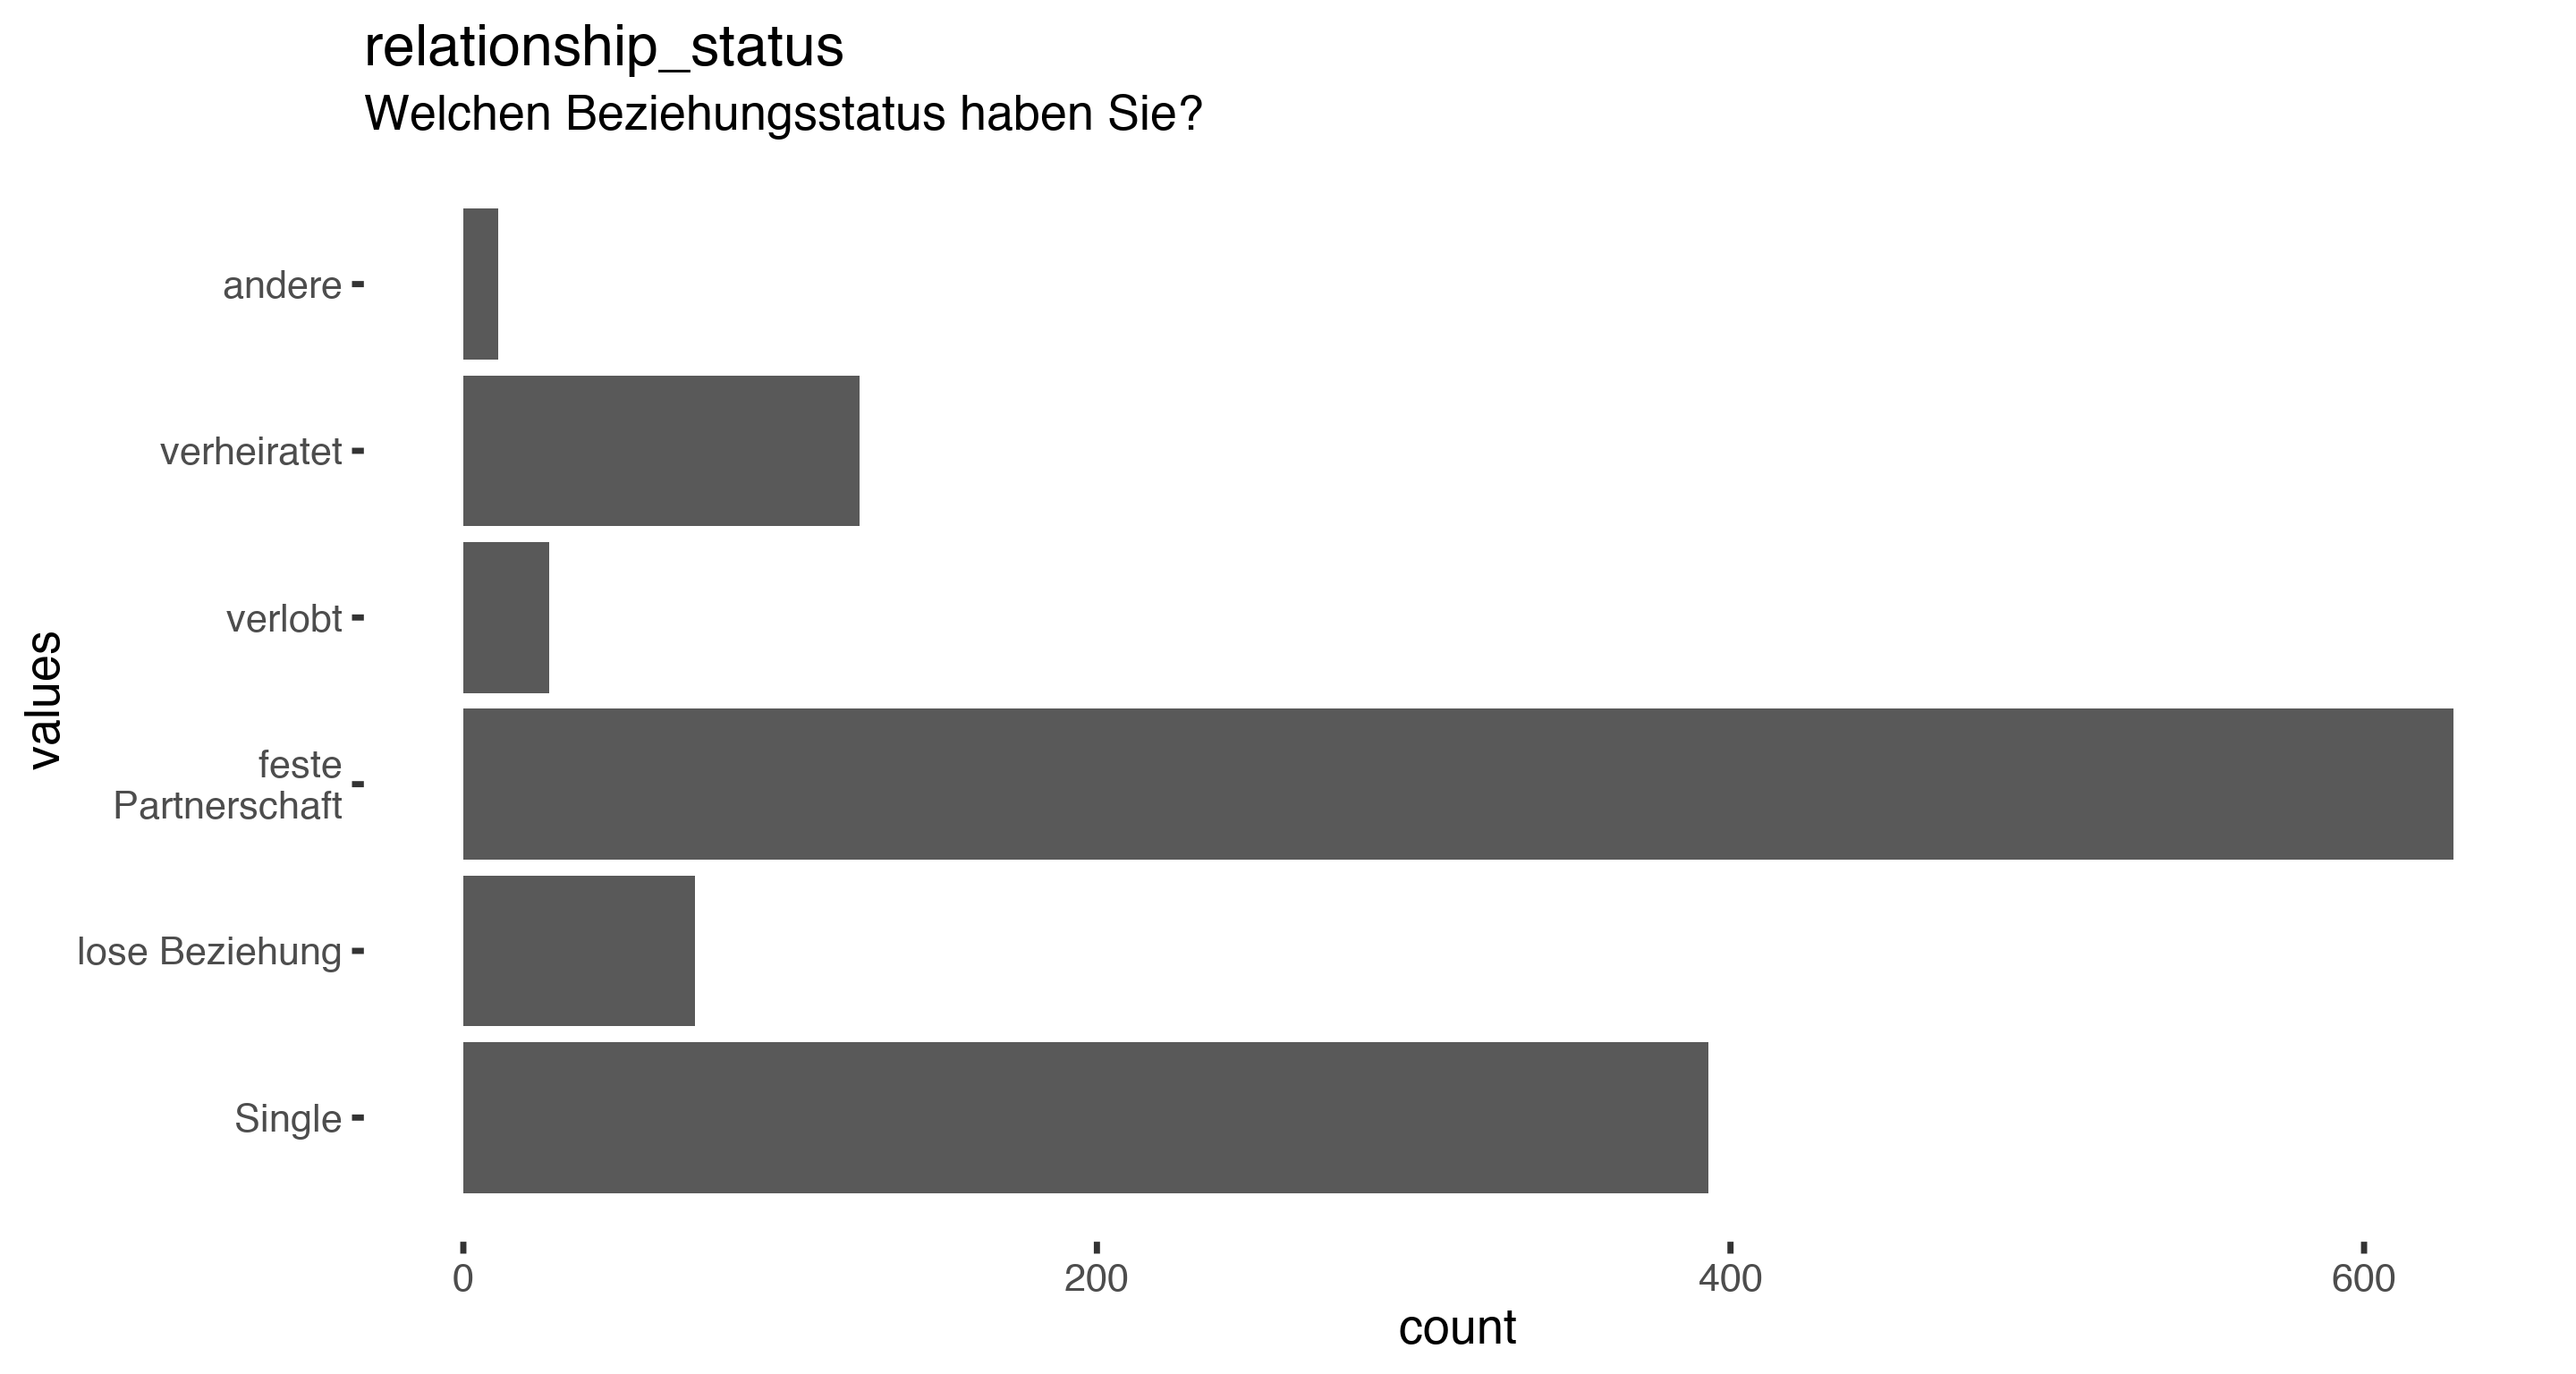 relationship_status
Welchen Beziehungsstatus haben Sie?
andere
verheiratet
verlobt
feste
Partnerschaft
lose Beziehung
Single
values
0 200 400 600
count